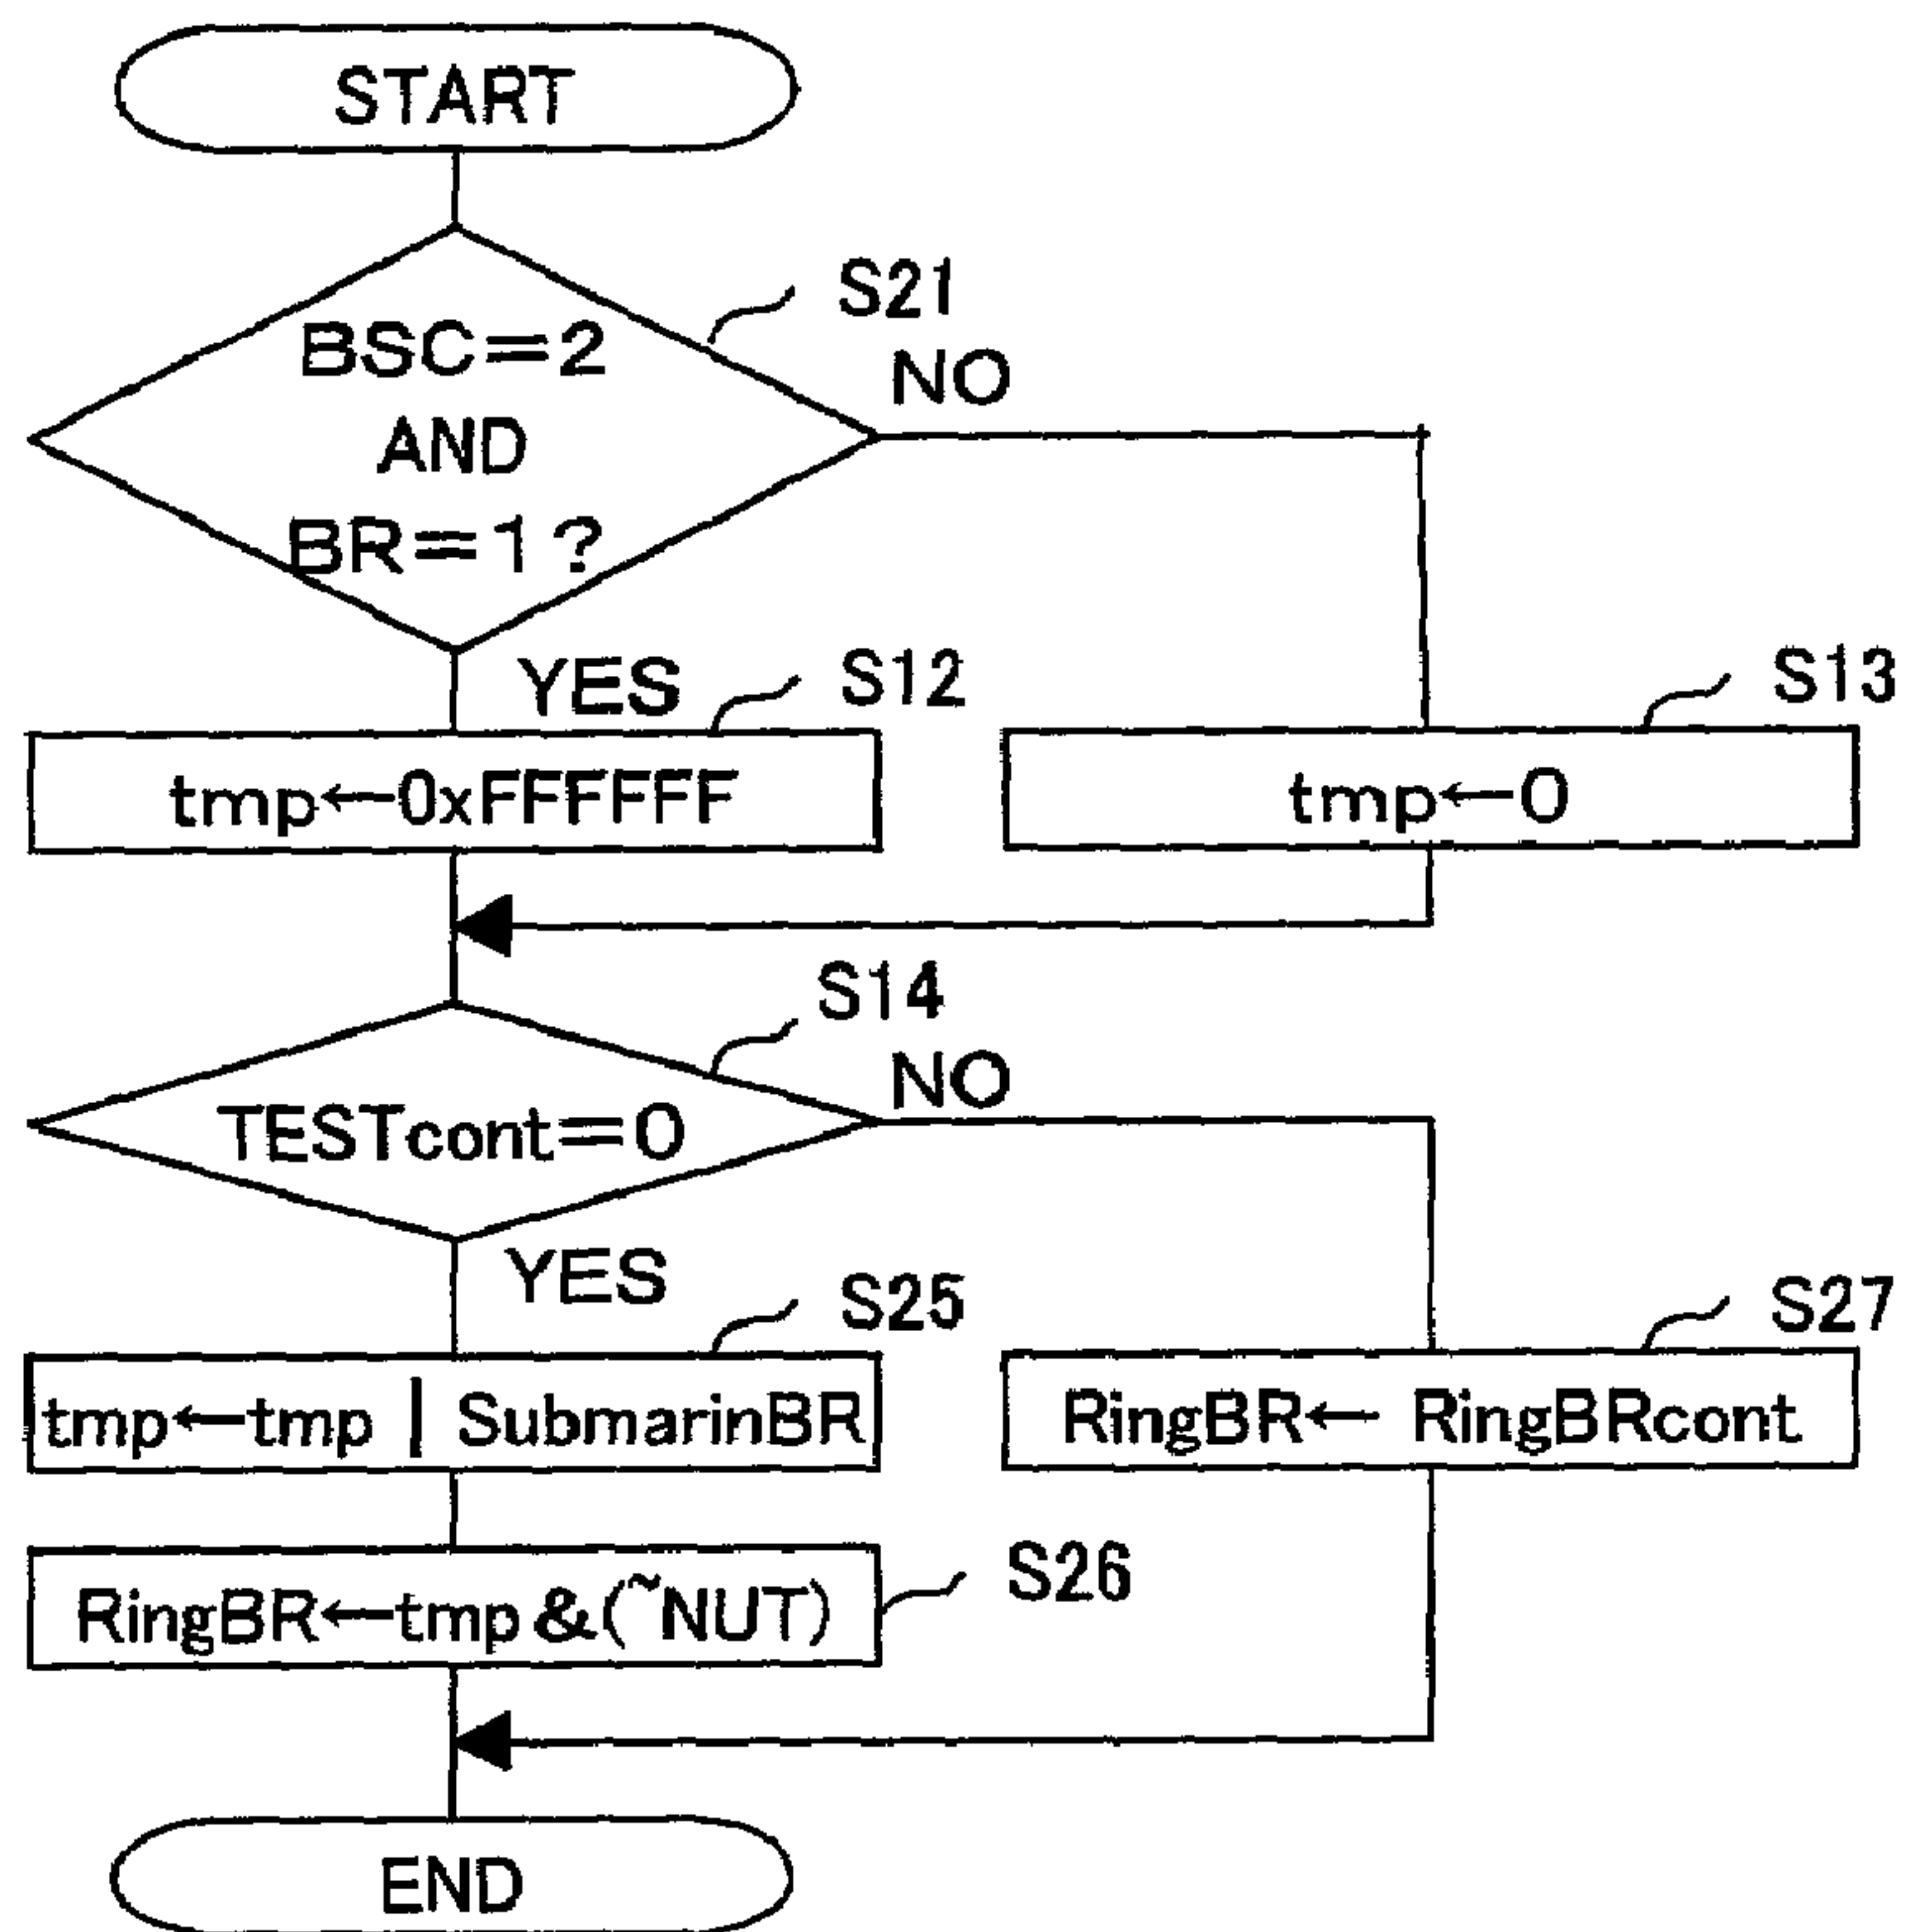 START
S21
BSC=2
AND
BR=1?
NO
YES
S12
S13
tmp←0xFFFFFF
tmp←0
S14
NO
TESTcont=0
YES
S25
S27
tmp←tmp | SubmarinBR
RingBR← RingBRcont
S26
RingBR←tmp&(~NUT)
END